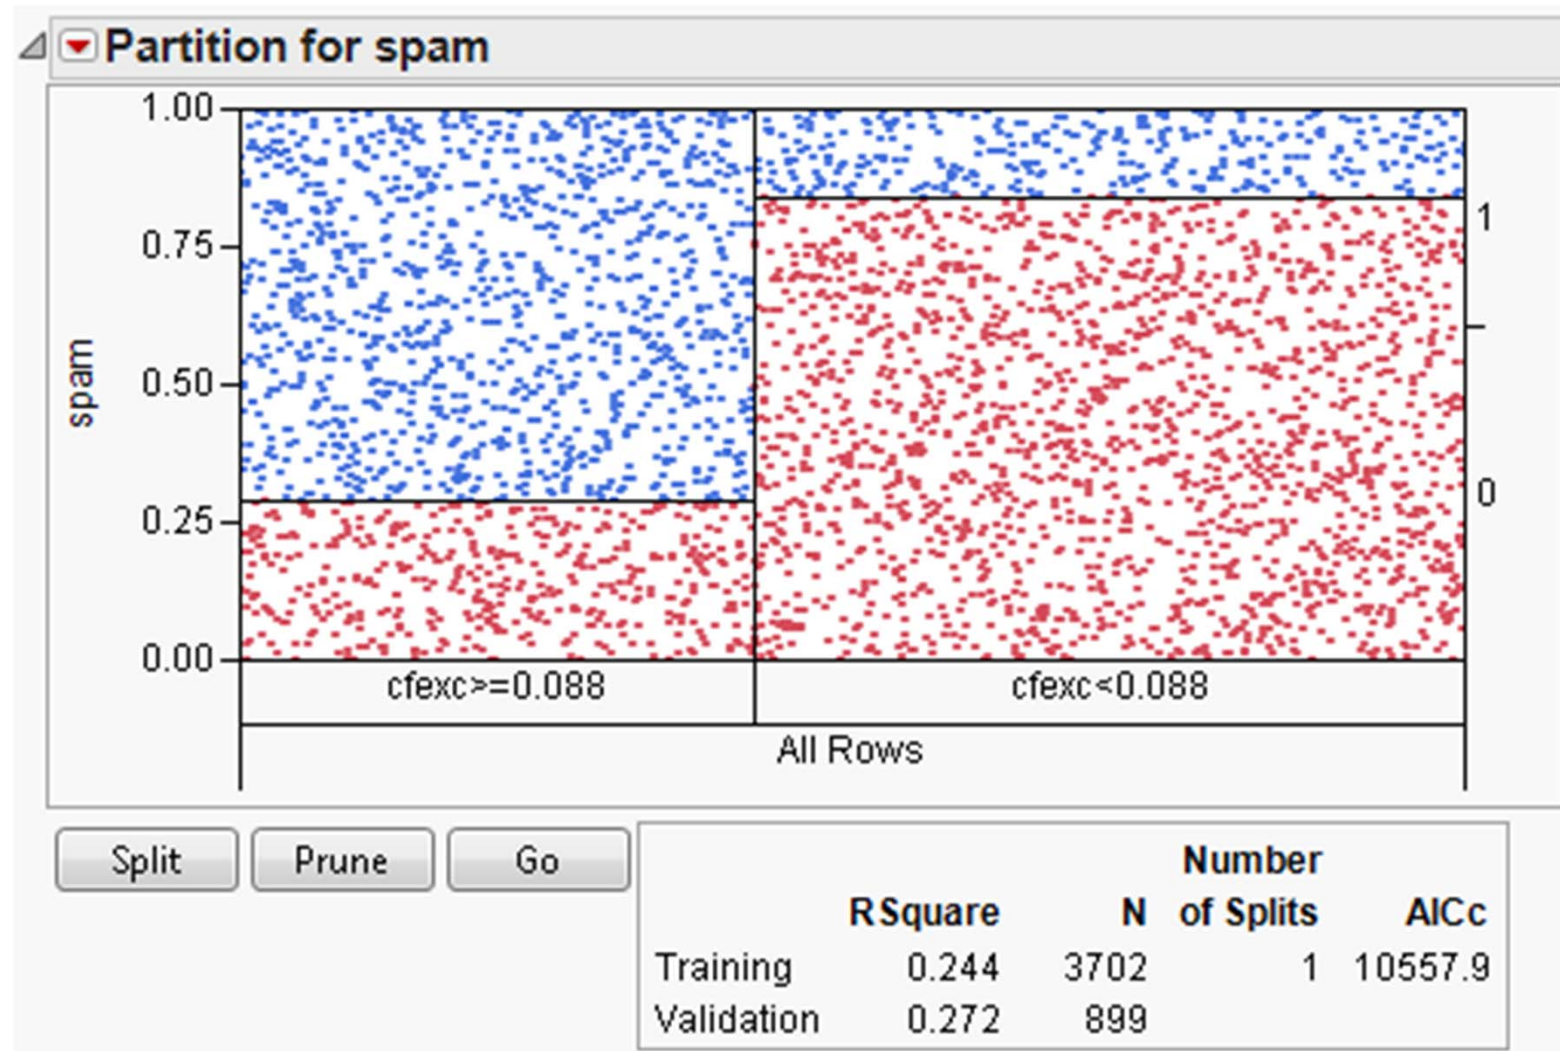 Partition for spam
1.00
0.75
0.50
0.25
0.00
spam
1
0
cfexc>=0.088 cfexc<0.088
All Rows
Split Prune Go
Number
RSquare N of Splits AICc
Training 0.244 3702 1 10557.9
Validation 0.272 899